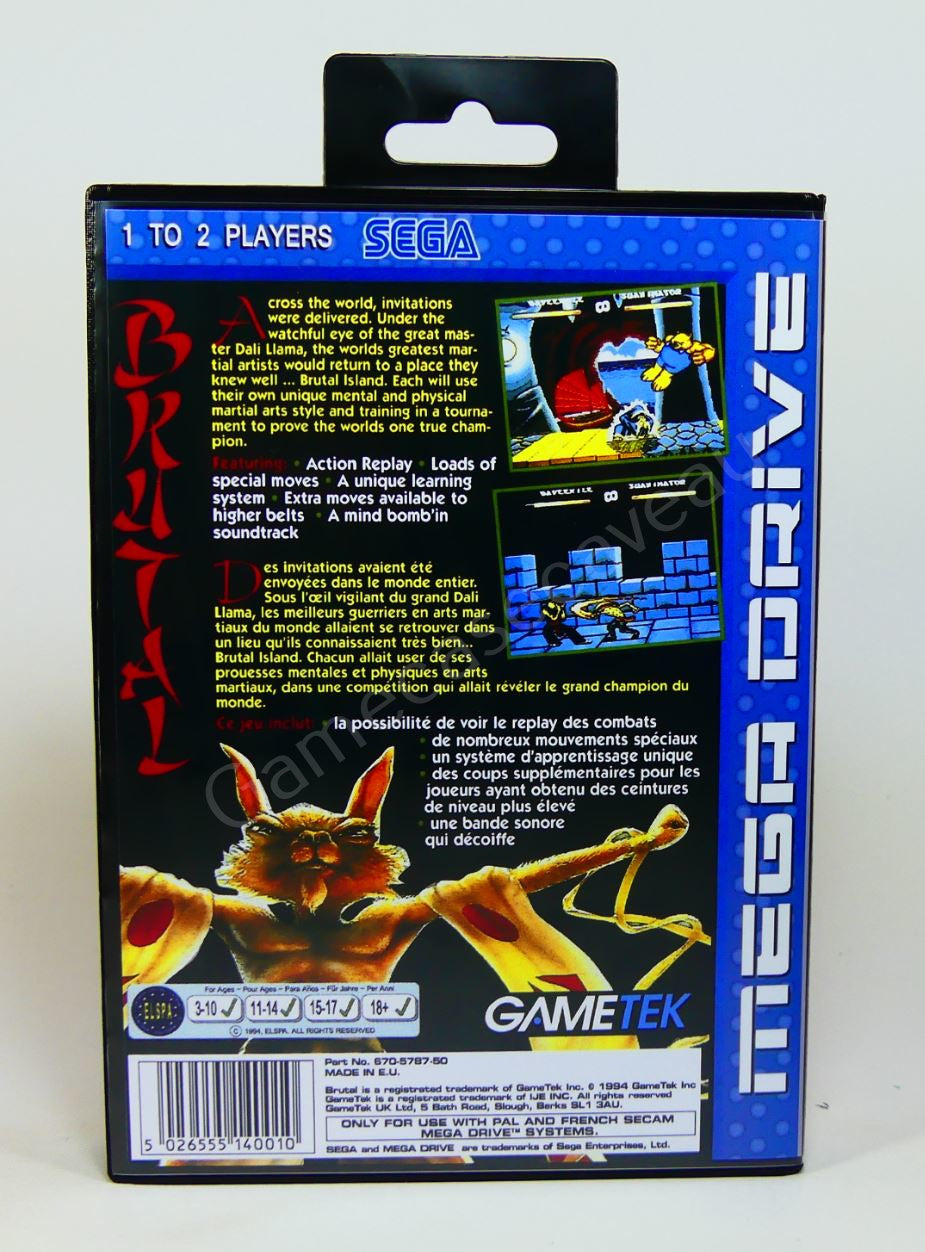 1 TO 2 PLAYERS SEGA
MEGA DRIVE
BRUTAL
Across the world, invitations
were delivered. Under the
watchful eye of the great mas-
ter Dali Llama, the worlds greatest mar-
tial artists would return to a place they
knew well ... Brutal Island. Each will use
their own unique mental and physical
martial arts style and training in a tourna-
ment to prove the worlds one true cham-
pion.
Featuring: • Action Replay • Loads of
special moves • A unique learning
system • Extra moves available to
higher belts • A mind bomb'in
soundtrack
Des invitations avaient été
envoyées dans le monde entier.
Sous l'œil vigilant du grand Dali
Llama, les meilleurs guerriers en arts mar-
tiaux du monde allaient se retrouver dans
un lieu qu'ils connaissaient très bien...
Brutal Island. Chacun allait user de ses
prouesses mentales et physiques en arts
martiaux, dans une compétition qui allait révéler le grand champion du
monde.
Ce jeu inclut: • la possibilité de voir le replay des combats
• de nombreux mouvements spéciaux
• un système d'apprentissage unique
• des coups supplémentaires pour les
joueurs ayant obtenu des ceintures
de niveau plus élevé
• une bande sonore
qui décoiffe
Gamecasescaveau
For Ages - Pour Ages - Para Años - Für Jahre - Per Anni
ELSPA 3-10 ✓ 11-14 ✓ 15-17 ✓ 18+ ✓
© 1994, ELSPA. ALL RIGHTS RESERVED
GAMETEK
5 026555 140010
Part No. 670-5787-50
MADE IN E.U.
Brutal is a registrated trademark of GameTek Inc. © 1994 GameTek Inc
GameTek is a registrated trademark of IJE INC. All rights reserved
GameTek UK Ltd, 5 Bath Road, Slough, Berks SL1 3AU.
ONLY FOR USE WITH PAL AND FRENCH SECAM
MEGA DRIVE™ SYSTEMS.
SEGA and MEGA DRIVE are trademarks of Sega Enterprises, Ltd.